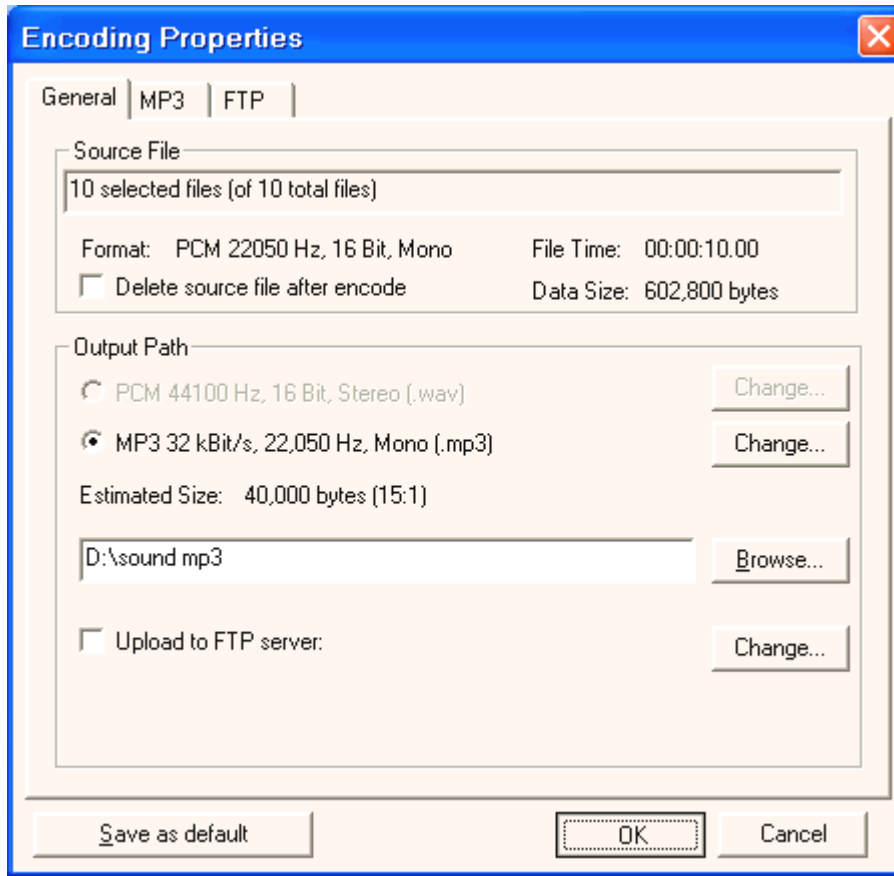 Encoding Properties
General MP3 FTP
Source File
10 selected files (of 10 total files)
Format: PCM 22050 Hz, 16 Bit, Mono File Time: 00:00:10.00
Delete source file after encode Data Size: 602,800 bytes
Output Path
PCM 44100 Hz, 16 Bit, Stereo (.wav) Change...
MP3 32 kBit/s, 22,050 Hz, Mono (.mp3) Change...
Estimated Size: 40,000 bytes (15:1)
D:\sound mp3 Browse...
Upload to FTP server: Change...
Save as default OK Cancel